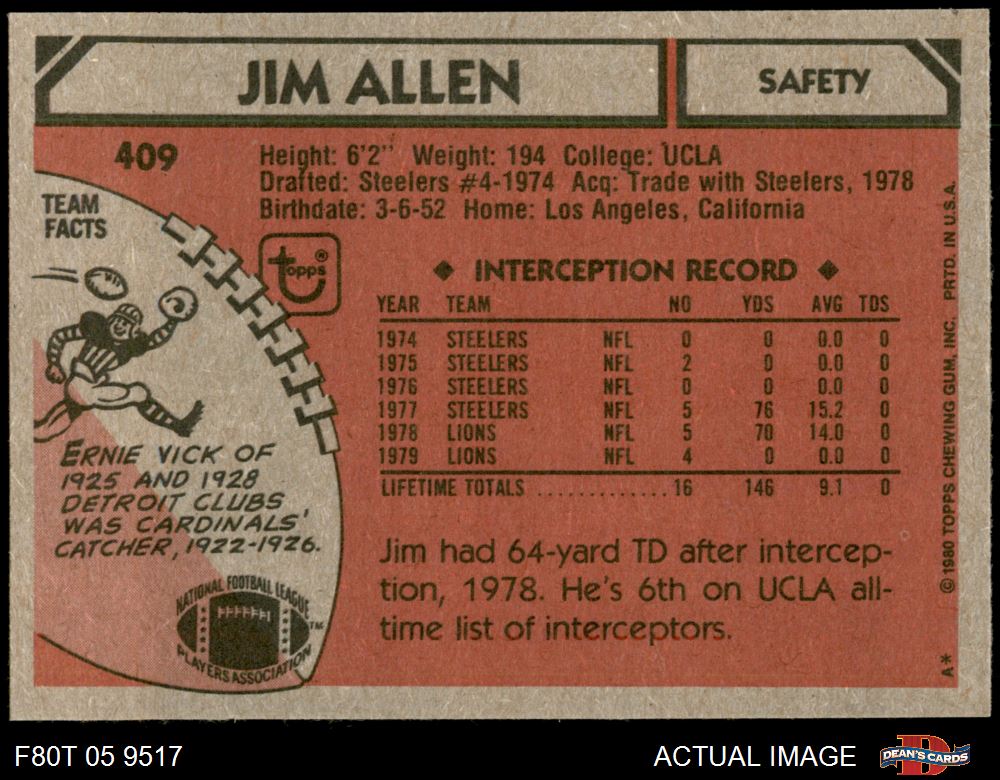 JIM ALLEN
SAFETY
409
Height: 6'2" Weight: 194 College: UCLA
Drafted: Steelers #4-1974 Acq: Trade with Steelers, 1978
Birthdate: 3-6-52 Home: Los Angeles, California
TEAM
FACTS
topps®
◆ INTERCEPTION RECORD ◆
YEAR TEAM NO YDS AVG TDS
1974 STEELERS NFL 0 0 0.0 0
1975 STEELERS NFL 2 0 0.0 0
1976 STEELERS NFL 0 0 0.0 0
1977 STEELERS NFL 5 76 15.2 0
1978 LIONS NFL 5 70 14.0 0
1979 LIONS NFL 4 0 0.0 0
LIFETIME TOTALS .............16 146 9.1 0
ERNIE VICK OF
1925 AND 1928
DETROIT CLUBS
WAS CARDINALS'
CATCHER, 1922-1926.
Jim had 64-yard TD after intercep-
tion, 1978. He's 6th on UCLA all-
time list of interceptors.
NATIONAL FOOTBALL LEAGUE
PLAYERS ASSOCIATION
TM
© 1980 TOPPS CHEWING GUM, INC. PRTD. IN U.S.A.
A*
F80T 05 9517
ACTUAL IMAGE
D
DEAN'S CARDS